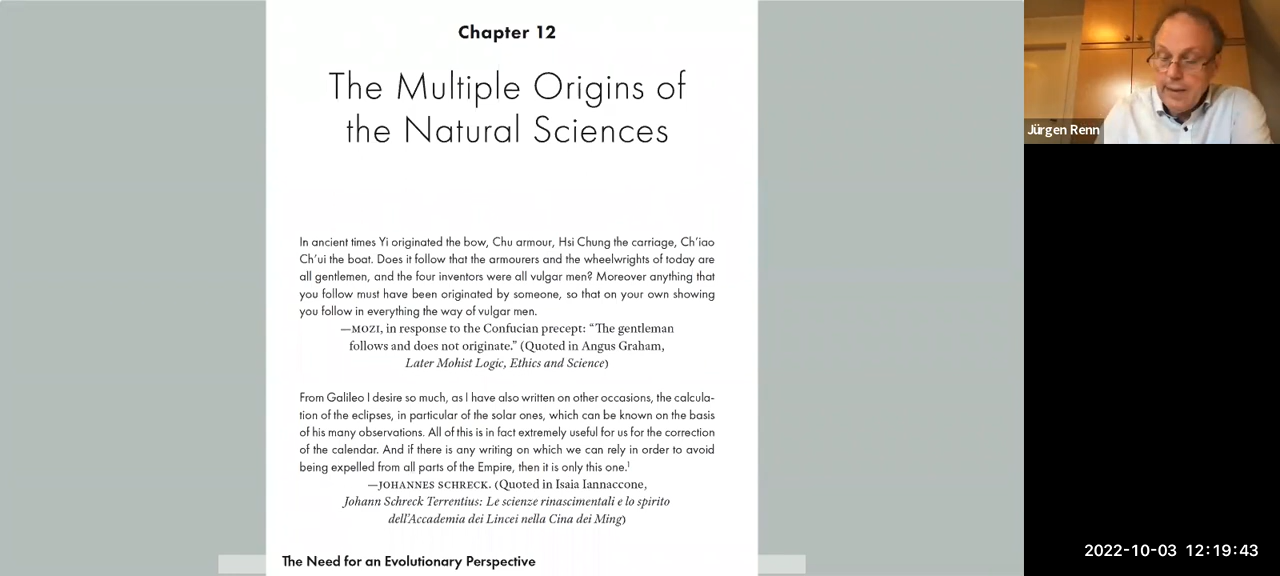 Chapter 12
The Multiple Origins of
the Natural Sciences
In ancient times Yi originated the bow, Chu armour, Hsi Chung the carriage, Ch'iao
Ch'ui the boat. Does it follow that the armourers and the wheelwrights of today are
all gentlemen, and the four inventors were all vulgar men? Moreover anything that
you follow must have been originated by someone, so that on your own showing
you follow in everything the way of vulgar men.
—MOZI, in response to the Confucian precept: “The gentleman
follows and does not originate.” (Quoted in Angus Graham,
Later Mohist Logic, Ethics and Science)
From Galileo I desire so much, as I have also written on other occasions, the calcula-
tion of the eclipses, in particular of the solar ones, which can be known on the basis
of his many observations. All of this is in fact extremely useful for us for the correction
of the calendar. And if there is any writing on which we can rely in order to avoid
being expelled from all parts of the Empire, then it is only this one.¹
—JOHANNES SCHRECK. (Quoted in Isaia Iannaccone,
Johann Schreck Terrentius: Le scienze rinascimentali e lo spirito
dell'Accademia dei Lincei nella Cina dei Ming)
The Need for an Evolutionary Perspective
Jürgen Renn
2022-10-03 12:19:43